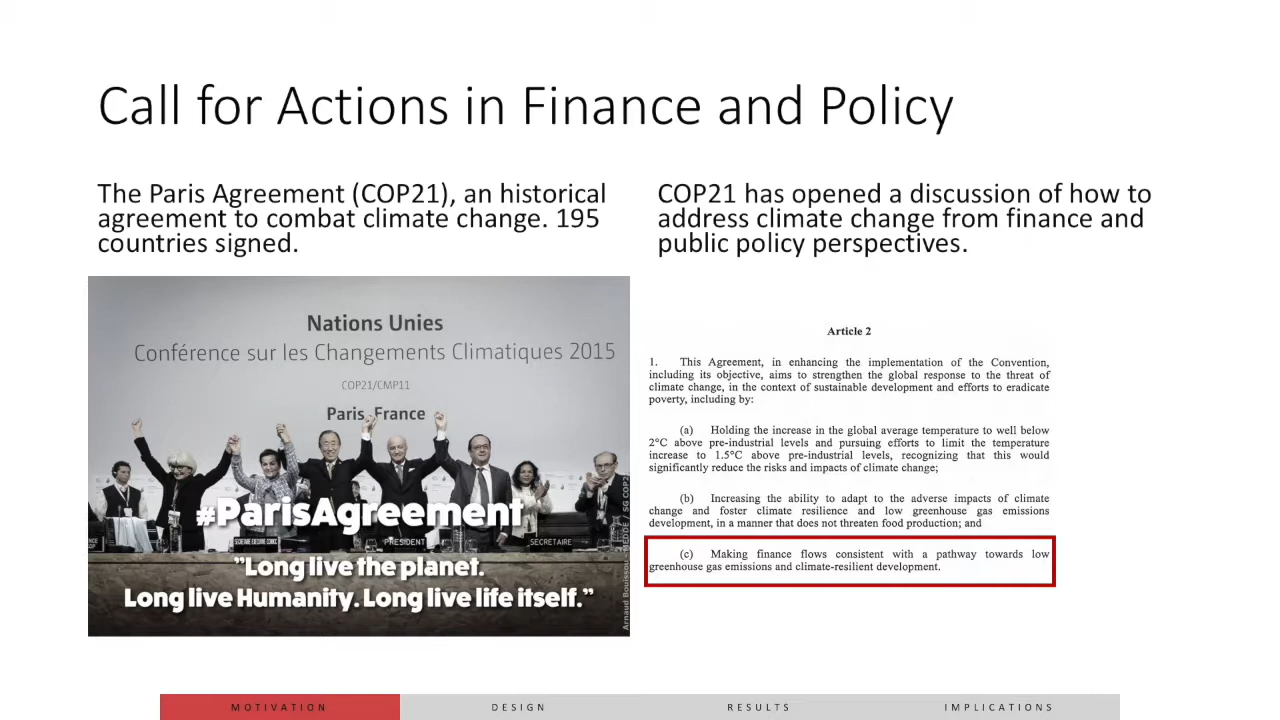 Call for Actions in Finance and Policy
The Paris Agreement (COP21), an historical
agreement to combat climate change. 195
countries signed.
COP21 has opened a discussion of how to
address climate change from finance and
public policy perspectives.
Nations Unies
Conférence sur les Changements Climatiques 2015
COP21/CMP11
Paris, France
#ParisAgreement
PRESIDENT
SECRETAIRE
"Long live the planet.
Long live Humanity. Long live life itself."
Article 2
1. This Agreement, in enhancing the implementation of the Convention,
including its objective, aims to strengthen the global response to the threat of
climate change, in the context of sustainable development and efforts to eradicate
poverty, including by:
(a) Holding the increase in the global average temperature to well below
2°C above pre-industrial levels and pursuing efforts to limit the temperature
increase to 1.5°C above pre-industrial levels, recognizing that this would
significantly reduce the risks and impacts of climate change;
(b) Increasing the ability to adapt to the adverse impacts of climate
change and foster climate resilience and low greenhouse gas emissions
development, in a manner that does not threaten food production; and
(c) Making finance flows consistent with a pathway towards low
greenhouse gas emissions and climate-resilient development.
MOTIVATION
DESIGN
RESULTS
IMPLICATIONS